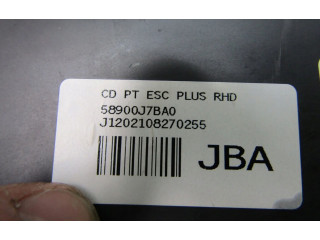 CD PT ESC PLUS RHD
58900J7BA0
J1202108270255
JBA